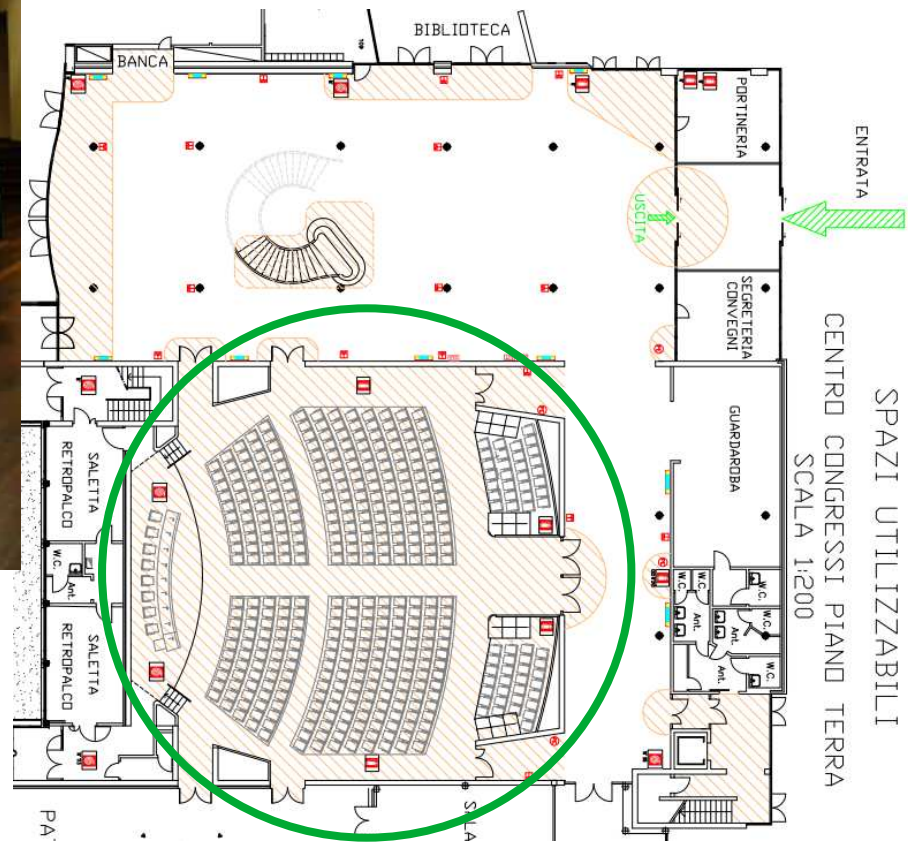 SPAZI UTILIZZABILI
CENTRO CONGRESSI PIANO TERRA
SCALA 1:200
ENTRATA
USCITA
BIBLIOTECA
BANCA
PORTINERIA
SEGRETERIA
CONVEGNI
GUARDAROBA
W.C.
W.C.
W.C.
W.C.
W.C.
Ant.
Ant.
Ant.
SALETTA
RETROPALCO
W.C.
Ant.
SALETTA
RETROPALCO
PA